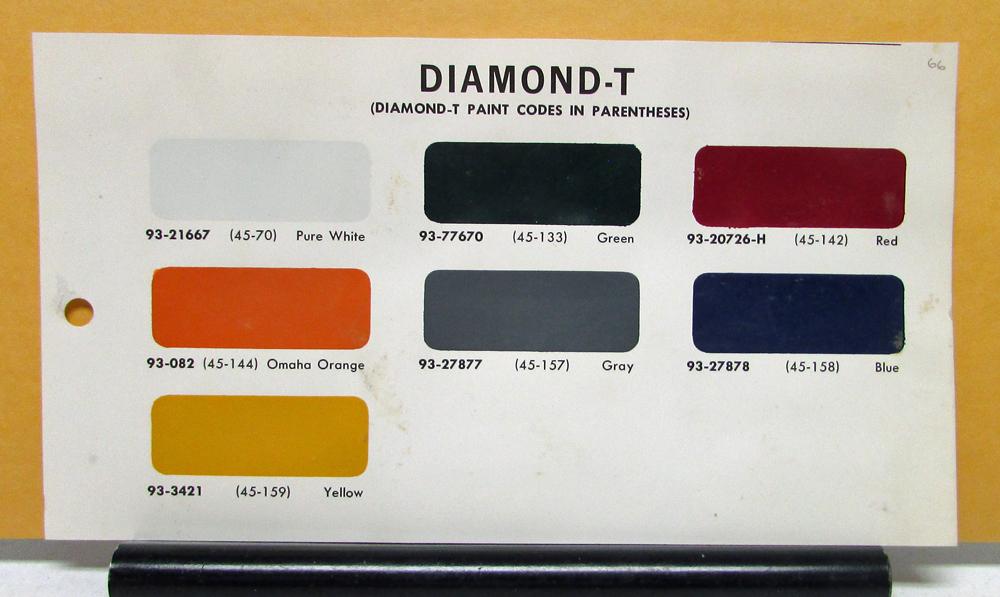 66
DIAMOND-T
(DIAMOND-T PAINT CODES IN PARENTHESES)
93-21667 (45-70) Pure White
93-77670 (45-133) Green
93-20726-H (45-142) Red
93-082 (45-144) Omaha Orange
93-27877 (45-157) Gray
93-27878 (45-158) Blue
93-3421 (45-159) Yellow